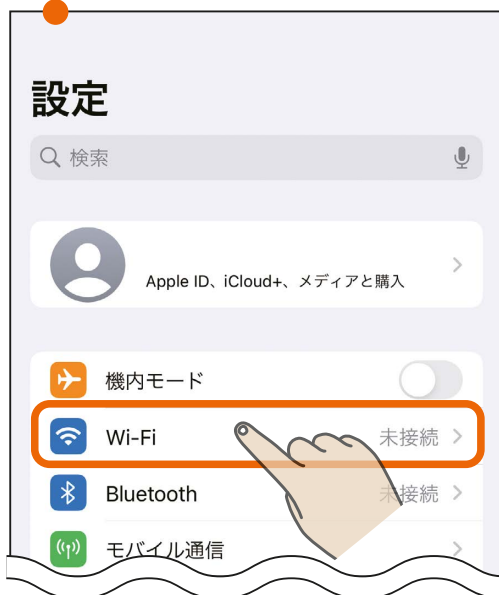 設定
検索
Apple ID、iCloud+、メディアと購入
機内モード
Wi-Fi 未接続
Bluetooth 未接続
モバイル通信